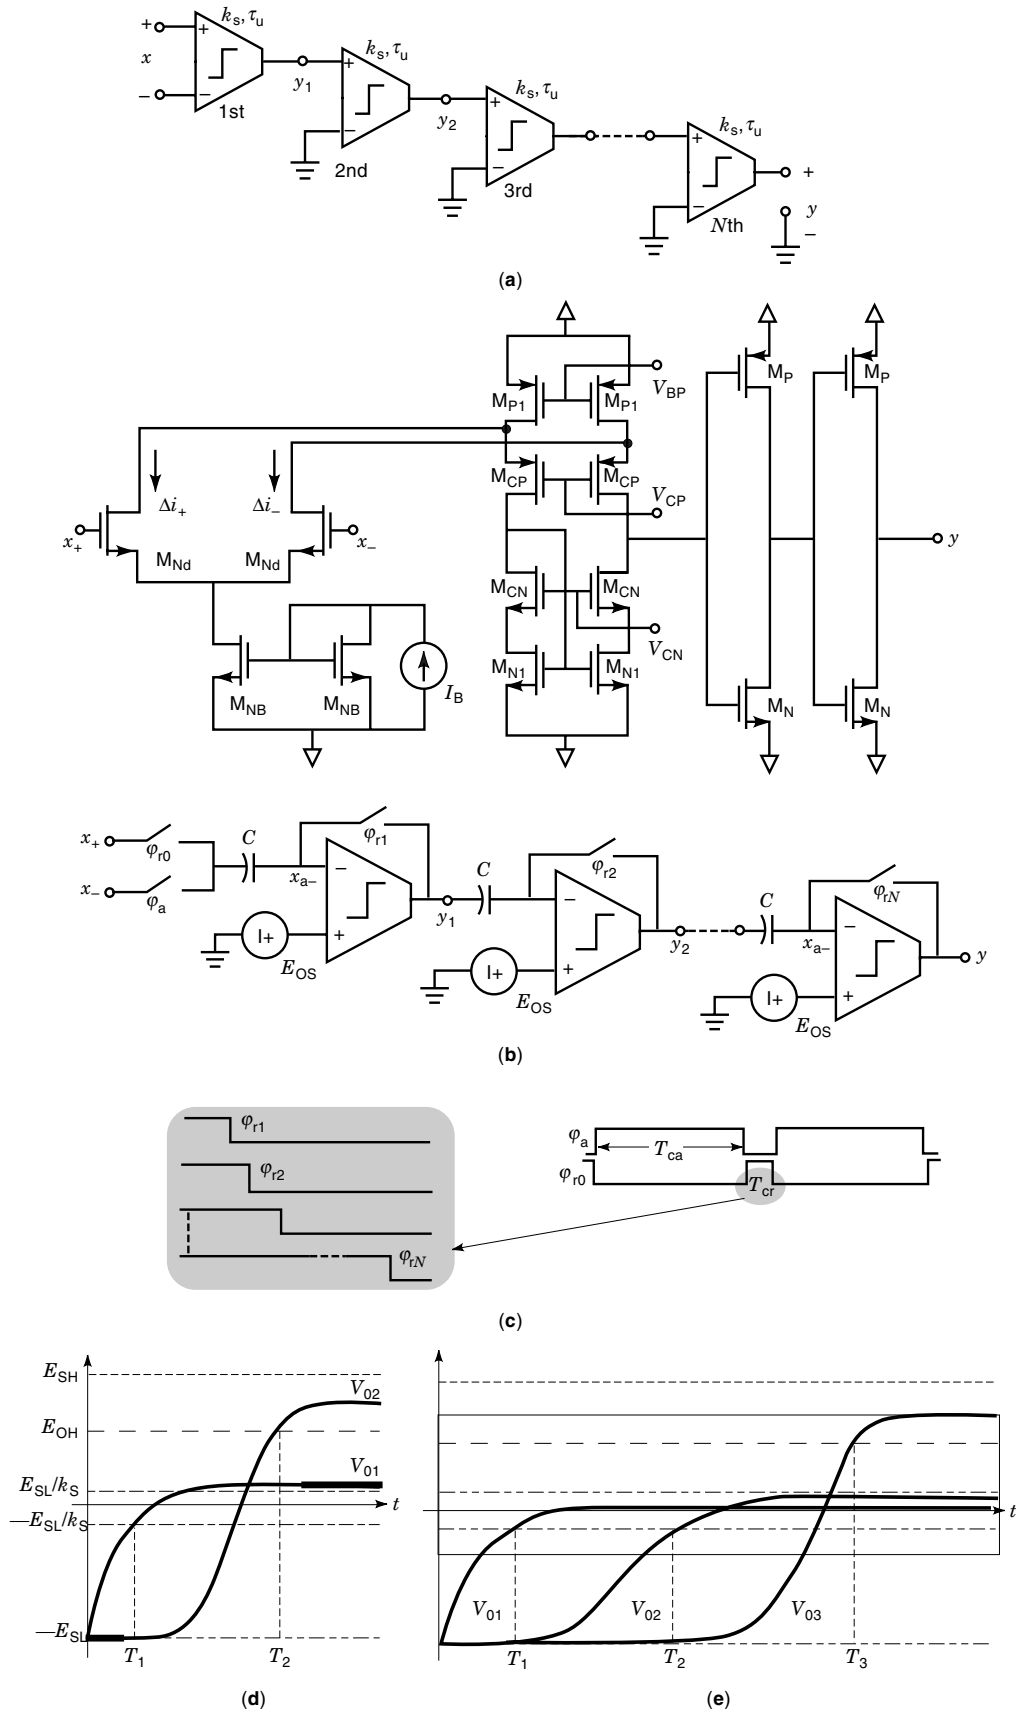 k_s, τ_u
+
+
x
−
−
1st
y_1
k_s, τ_u
+
−
2nd
y_2
k_s, τ_u
+
−
3rd
k_s, τ_u
+
−
Nth
+
y
−
(a)
M_P1
M_P1
V_BP
M_P
M_P
M_CP
M_CP
V_CP
Δi_+
Δi_−
x_+
M_Nd
M_Nd
x_−
y
M_CN
M_CN
V_CN
M_NB
M_NB
I_B
M_N1
M_N1
M_N
M_N
x_+
φ_r0
x_−
φ_a
C
x_a−
φ_r1
−
+
I+
E_OS
y_1
C
φ_r2
−
+
I+
E_OS
y_2
C
x_a−
φ_rN
−
+
I+
E_OS
y
(b)
φ_r1
φ_r2
φ_rN
φ_a
T_ca
φ_r0
T_cr
(c)
E_SH
V_02
E_OH
V_01
E_SL/k_S
t
—E_SL/k_S
—E_SL
T_1
T_2
(d)
t
V_01
V_02
V_03
T_1
T_2
T_3
(e)